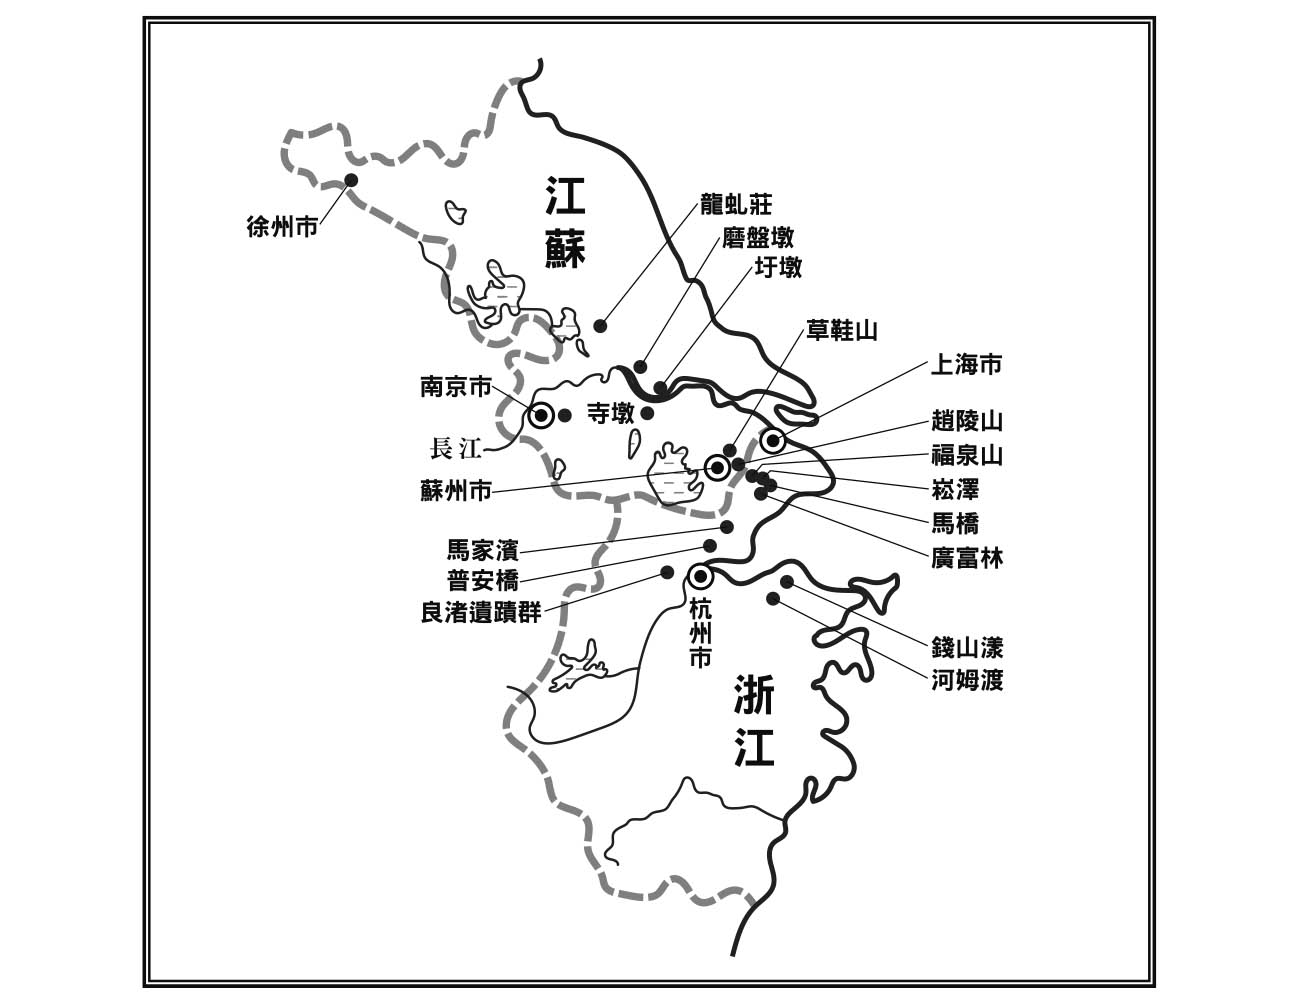 江蘇
徐州市
龍虬莊
磨盤墩
圩墩
草鞋山
上海市
南京市
寺墩
趙陵山
長江
福泉山
蘇州市
崧澤
馬橋
馬家濱
廣富林
普安橋
良渚遺蹟群
杭州市
錢山漾
河姆渡
浙江